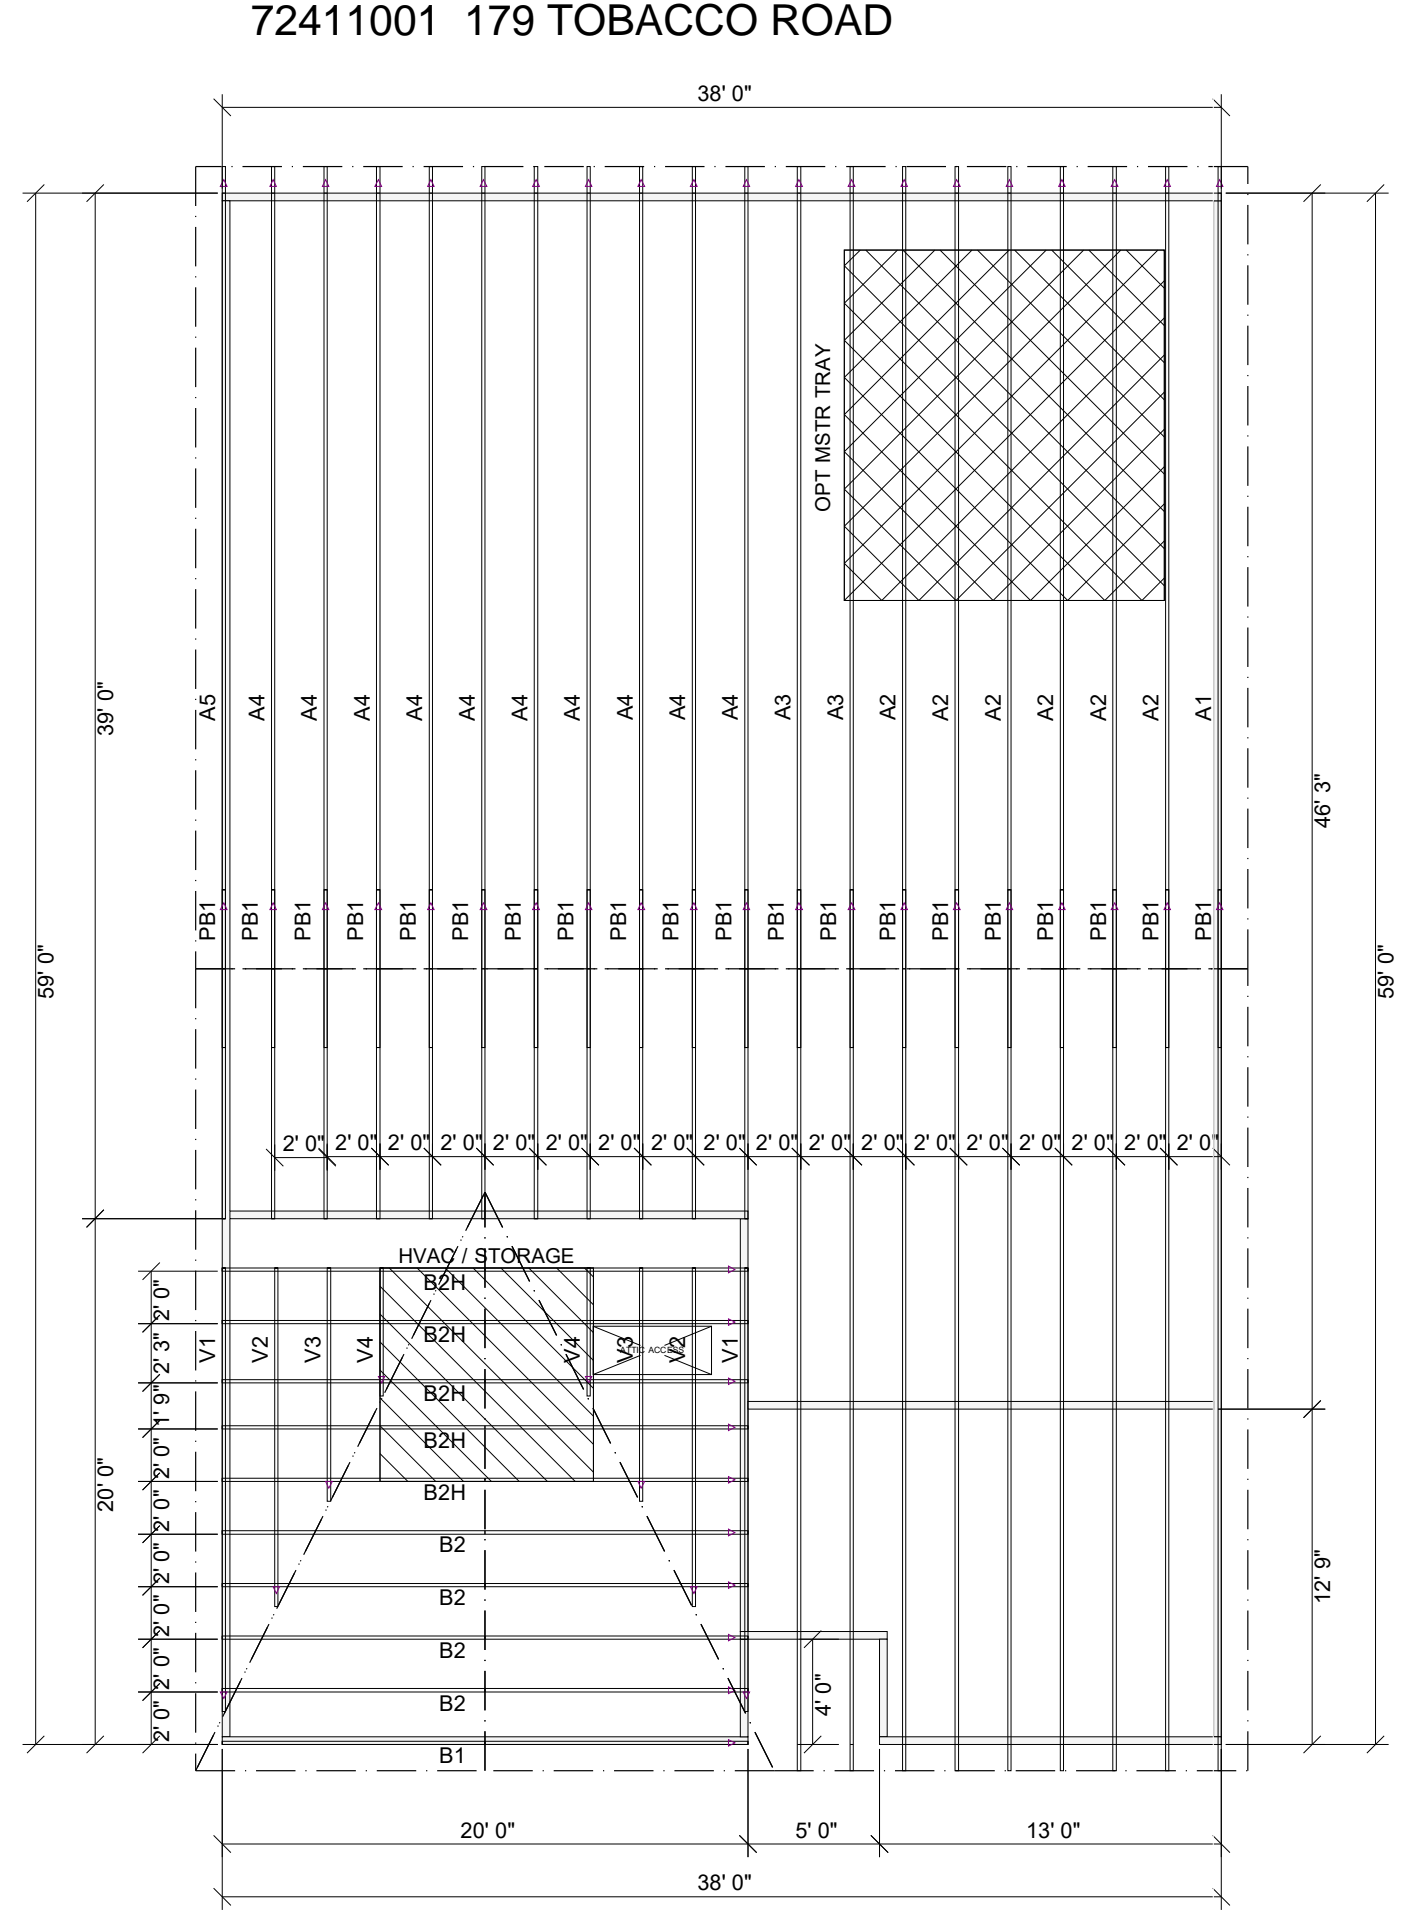 72411001 179 TOBACCO ROAD
38' 0"
OPT MSTR TRAY
A5 A4 A4 A4 A4 A4 A4 A4 A4 A4 A4 A3 A3 A2 A2 A2 A2 A2 A2 A1
39' 0"
46' 3"
PB1 PB1 PB1 PB1 PB1 PB1 PB1 PB1 PB1 PB1 PB1 PB1 PB1 PB1 PB1 PB1 PB1 PB1 PB1 PB1
59' 0"
59' 0"
2' 0" 2' 0" 2' 0" 2' 0" 2' 0" 2' 0" 2' 0" 2' 0" 2' 0" 2' 0" 2' 0" 2' 0" 2' 0" 2' 0" 2' 0" 2' 0" 2' 0" 2' 0"
HVAC / STORAGE
B2H
2' 0"
B2H
V1 V2 V3 V4 V4 V3 V2 V1
ATTIC ACCESS
2' 3"
B2H
1' 9"
B2H
2' 0"
B2H
20' 0"
2' 0"
B2
2' 0"
B2
12' 9"
2' 0"
B2
2' 0"
4' 0"
B2
2' 0"
B1
20' 0" 5' 0" 13' 0"
38' 0"